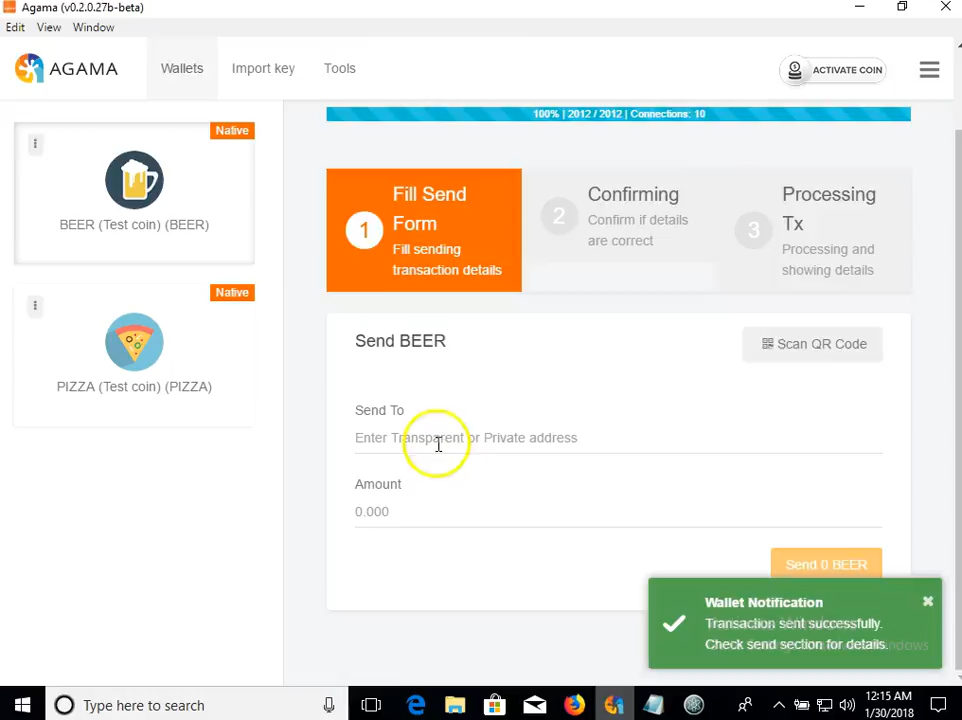 Agama (v0.2.0.27b-beta)
Edit View Window
AGAMA
Wallets
Import key
Tools
ACTIVATE COIN
Native
BEER (Test coin) (BEER)
Native
PIZZA (Test coin) (PIZZA)
100% | 2012 / 2012 | Connections: 10
1
Fill Send
Form
Fill sending
transaction details
2
Confirming
Confirm if details
are correct
3
Processing
Tx
Processing and
showing details
Send BEER
Scan QR Code
Send To
Enter Transparent or Private address
Amount
0.000
Send 0 BEER
Wallet Notification
Transaction sent successfully.
Check send section for details.
Type here to search
12:15 AM
1/30/2018